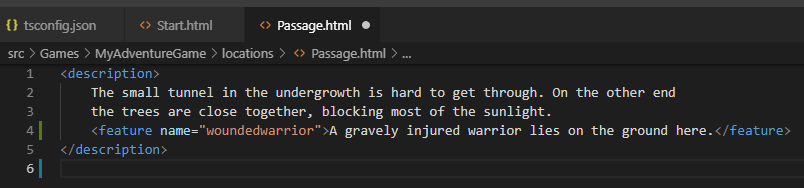 {} tsconfig.json <> Start.html <> Passage.html ●
src > Games > MyAdventureGame > locations > <> Passage.html > ...
1 <description>
2 The small tunnel in the undergrowth is hard to get through. On the other end
3 the trees are close together, blocking most of the sunlight.
4 <feature name="woundedwarrior">A gravely injured warrior lies on the ground here.</feature>
5 </description>
6